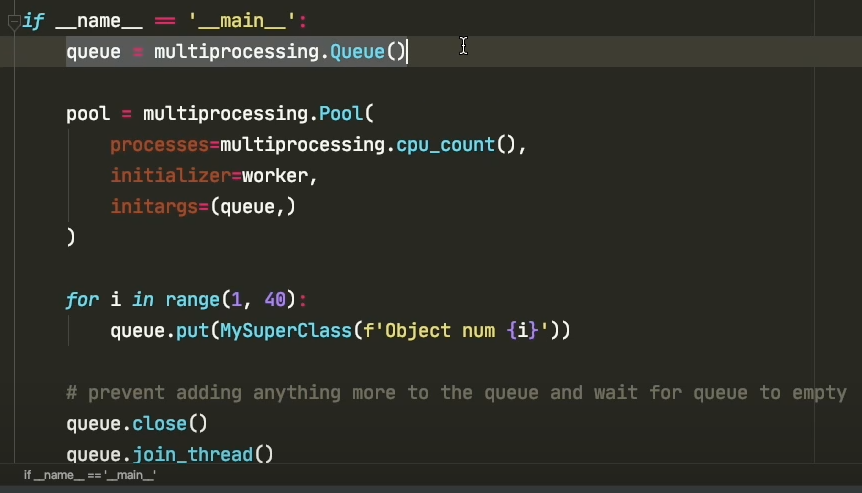 if __name__ == '__main__':
    queue = multiprocessing.Queue()
    pool = multiprocessing.Pool(
        processes=multiprocessing.cpu_count(),
        initializer=worker,
        initargs=(queue,)
    )
    for i in range(1, 40):
        queue.put(MySuperClass(f'Object num {i}'))
    # prevent adding anything more to the queue and wait for queue to empty
    queue.close()
    queue.join_thread()
if __name__ == '__main__'